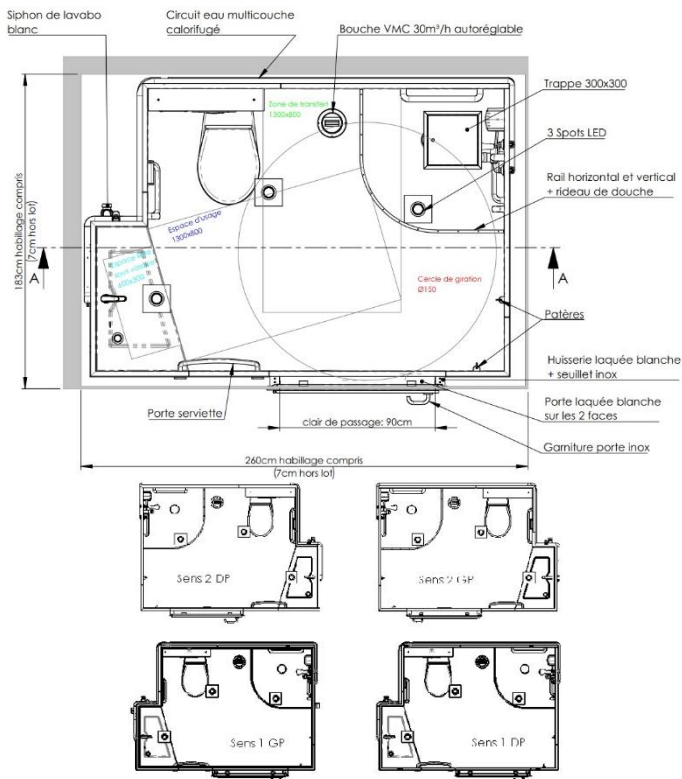 Siphon de lavabo
blanc
Circuit eau multicouche
calorifugé
Bouche VMC 30m³/h autoréglable
Trappe 300x300
3 Spots LED
Rail horizontal et vertical
+ rideau de douche
Zone de transfert
1300x800
Espace d'usage
1300x800
Cercle de giration
Ø150
183cm habillage compris
(7cm hors lot)
A
A
Patères
Huisserie laquée blanche
+ seuillet inox
Porte laquée blanche
sur les 2 faces
Garniture porte inox
Porte serviette
clair de passage: 90cm
260cm habillage compris
(7cm hors lot)
Sens 2 DP
Sens 2 GP
Sens 1 GP
Sens 1 DP